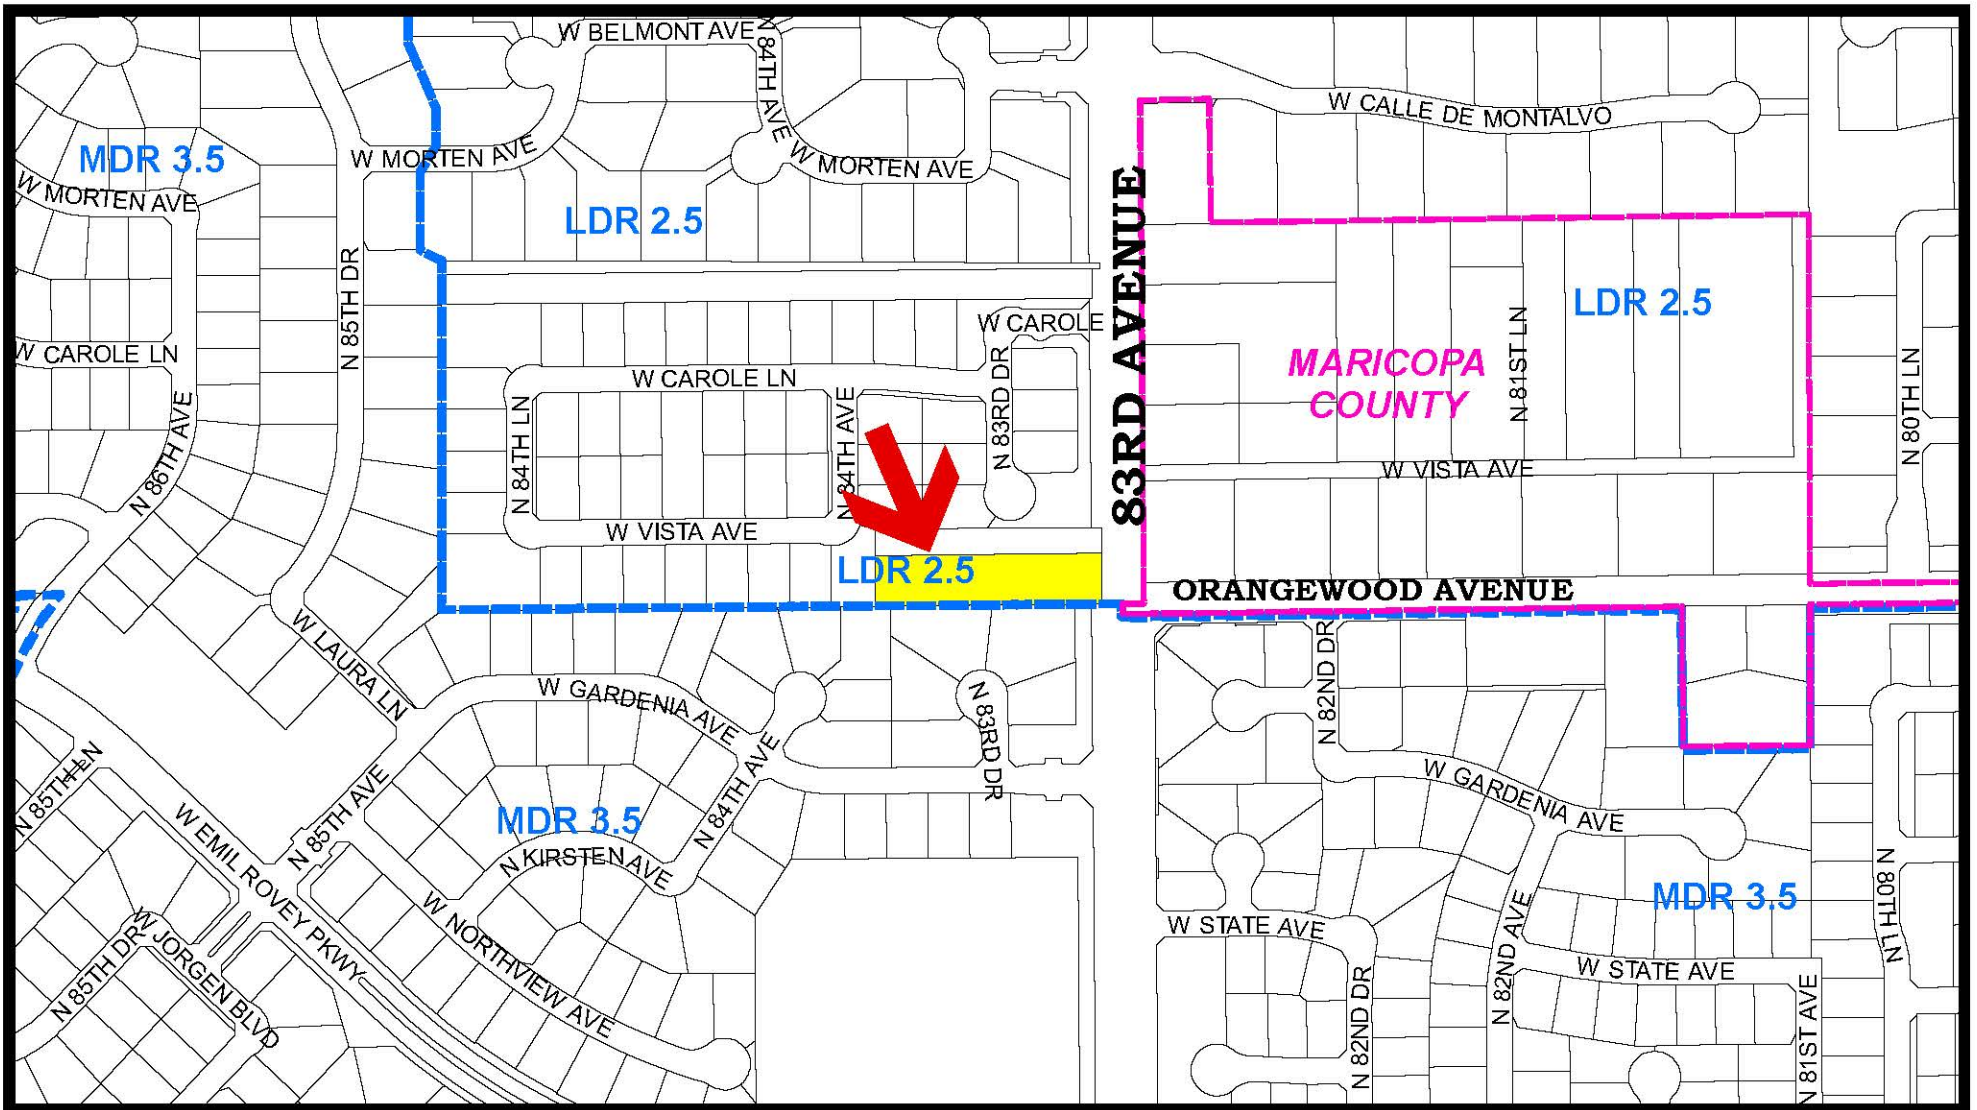 W BELMONT AVE
N 84TH AVE
W CALLE DE MONTALVO
MDR 3.5
W MORTEN AVE
W MORTEN AVE
W MORTEN AVE
LDR 2.5
N 85TH DR
83RD AVENUE
LDR 2.5
W CAROLE
W CAROLE LN
W CAROLE LN
N 84TH LN
N 84TH AVE
N 83RD DR
MARICOPA
COUNTY
N 81ST LN
N 80TH LN
N 86TH AVE
W VISTA AVE
W VISTA AVE
LDR 2.5
ORANGEWOOD AVENUE
W LAURA LN
W GARDENIA AVE
N 83RD DR
N 82ND DR
N 85TH LN
N 85TH AVE
N 84TH AVE
W GARDENIA AVE
MDR 3.5
W EMIL ROVEY PKWY
N KIRSTEN AVE
W NORTHVIEW AVE
MDR 3.5
N 80TH LN
W STATE AVE
N 82ND AVE
W STATE AVE
N 85TH DR
W JORGEN BLVD
N 82ND DR
N 81ST AVE